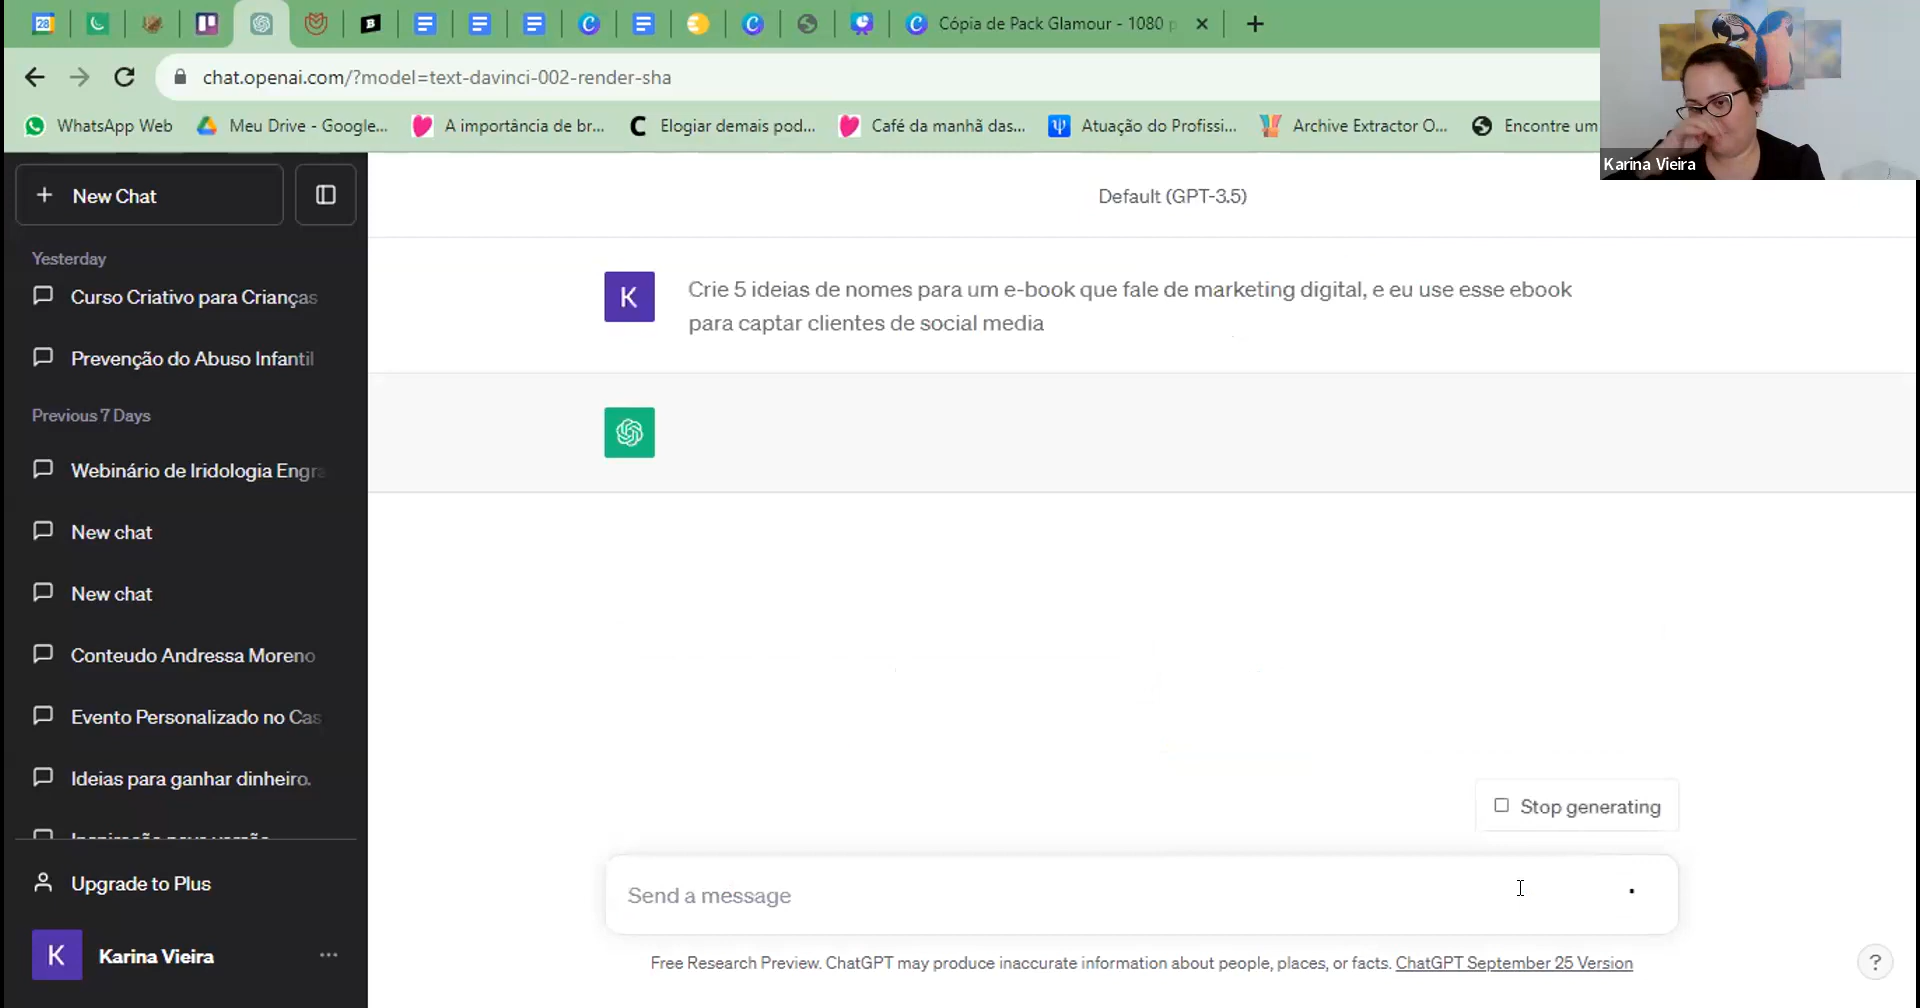 28
Cópia de Pack Glamour - 1080 p
chat.openai.com/?model=text-davinci-002-render-sha
WhatsApp Web
Meu Drive - Google...
A importância de br...
Elogiar demais pod...
Café da manhã das...
Atuação do Profissi...
Archive Extractor O...
Encontre um
Karina Vieira
New Chat
Default (GPT-3.5)
Yesterday
Curso Criativo para Crianças
Prevenção do Abuso Infantil
Previous 7 Days
Webinário de Iridologia Engra
New chat
New chat
Conteudo Andressa Moreno
Evento Personalizado no Cas
Ideias para ganhar dinheiro.
Upgrade to Plus
K
Karina Vieira
...
K
Crie 5 ideias de nomes para um e-book que fale de marketing digital, e eu use esse ebook
para captar clientes de social media
Stop generating
Send a message
Free Research Preview. ChatGPT may produce inaccurate information about people, places, or facts. ChatGPT September 25 Version
?